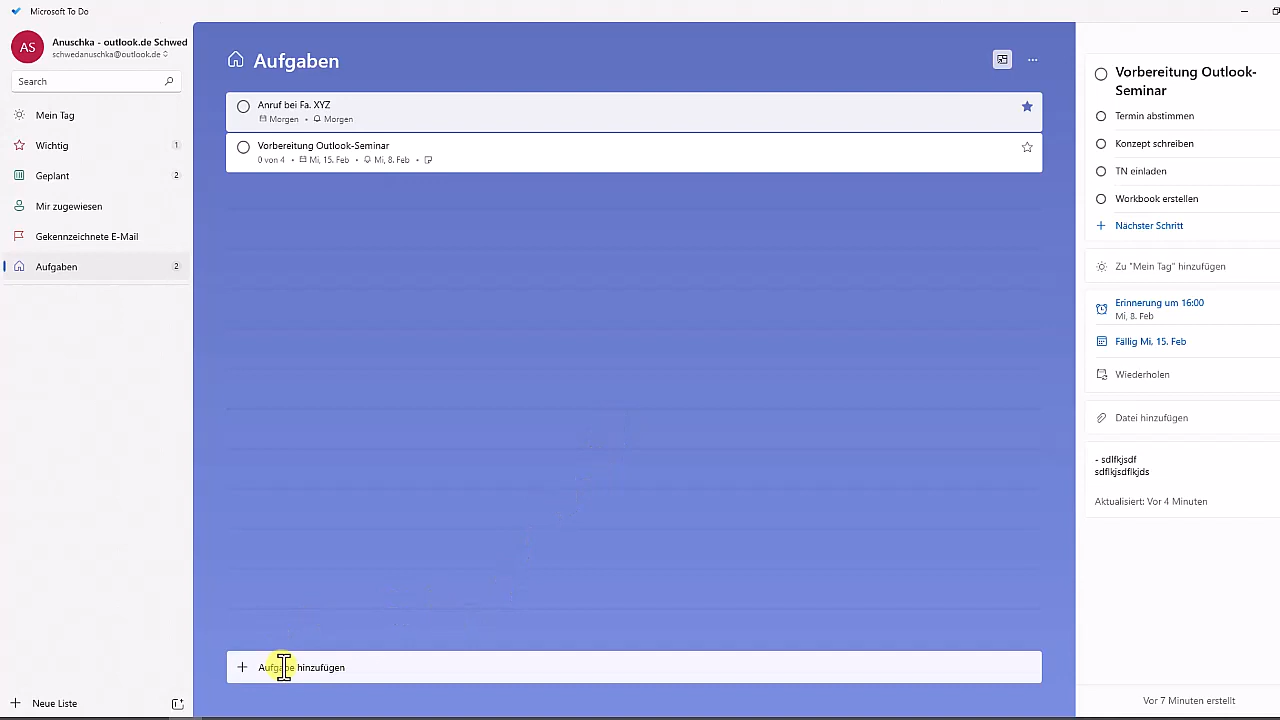 Microsoft To Do
AS
Anuschka - outlook.de Schwed
schwedanuschka@outlook.de
Search
Mein Tag
Wichtig 1
Geplant 2
Mir zugewiesen
Gekennzeichnete E-Mail
Aufgaben 2
Neue Liste
Aufgaben
Anruf bei Fa. XYZ
Morgen • Morgen
Vorbereitung Outlook-Seminar
0 von 4 • Mi, 15. Feb • Mi, 8. Feb •
Aufgabe hinzufügen
Vorbereitung Outlook-
Seminar
Termin abstimmen
Konzept schreiben
TN einladen
Workbook erstellen
Nächster Schritt
Zu "Mein Tag" hinzufügen
Erinnerung um 16:00
Mi, 8. Feb
Fällig Mi, 15. Feb
Wiederholen
Datei hinzufügen
- sdlfkjsdf
sdflkjsdflkjds
Aktualisiert: Vor 4 Minuten
Vor 7 Minuten erstellt